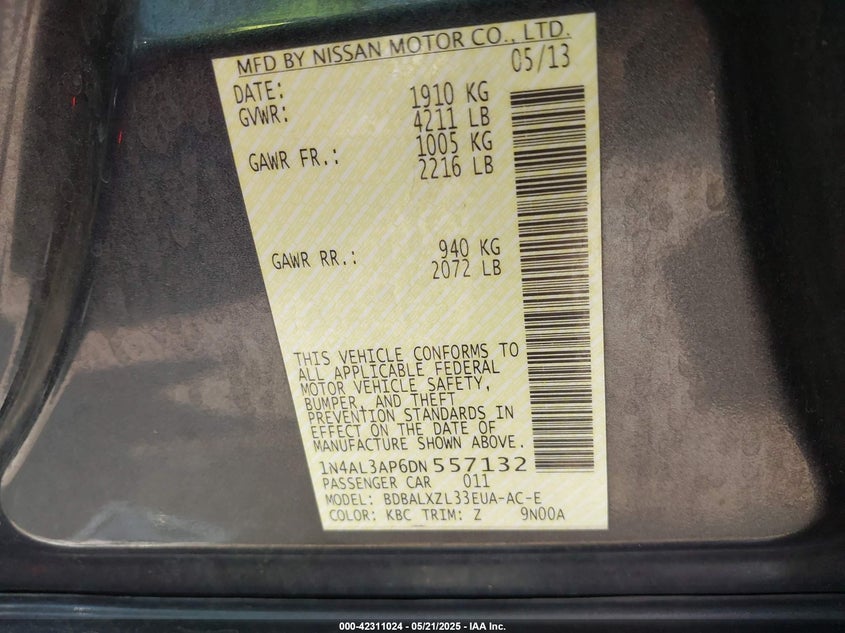 MFD BY NISSAN MOTOR CO., LTD.
DATE: 05/13
GVWR: 1910 KG
4211 LB
GAWR FR.: 1005 KG
2216 LB
GAWR RR.: 940 KG
2072 LB
THIS VEHICLE CONFORMS TO
ALL APPLICABLE FEDERAL
MOTOR VEHICLE SAFETY,
BUMPER, AND THEFT
PREVENTION STANDARDS IN
EFFECT ON THE DATE OF
MANUFACTURE SHOWN ABOVE.
1N4AL3AP6DN557132
PASSENGER CAR 011
MODEL: BDBALXZL33EUA-AC-E
COLOR: KBC TRIM: Z 9N00A
000-42311024 - 05/21/2025 - IAA Inc.